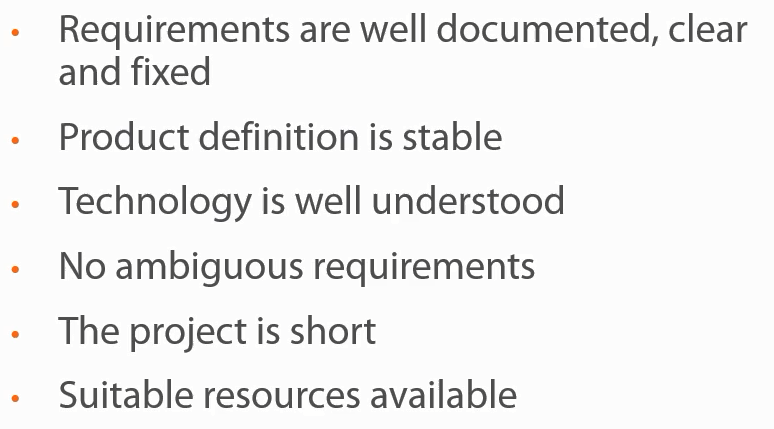 • Requirements are well documented, clear
and fixed
• Product definition is stable
• Technology is well understood
• No ambiguous requirements
• The project is short
• Suitable resources available